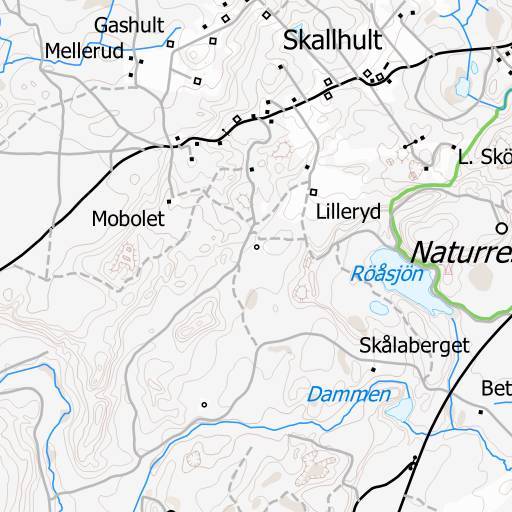 Gashult
Skallhult
Mellerud
L. Skö
Mobolet
Lilleryd
Naturres
Röåsjön
Skålaberget
Dammen
Bet